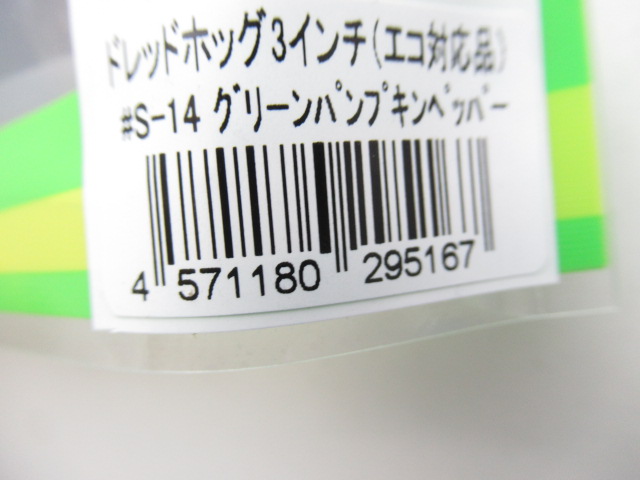 ドレッドホッグ3インチ(エコ対応品)
#S-14 グリーンパンプキンペッパー
4 571180 295167